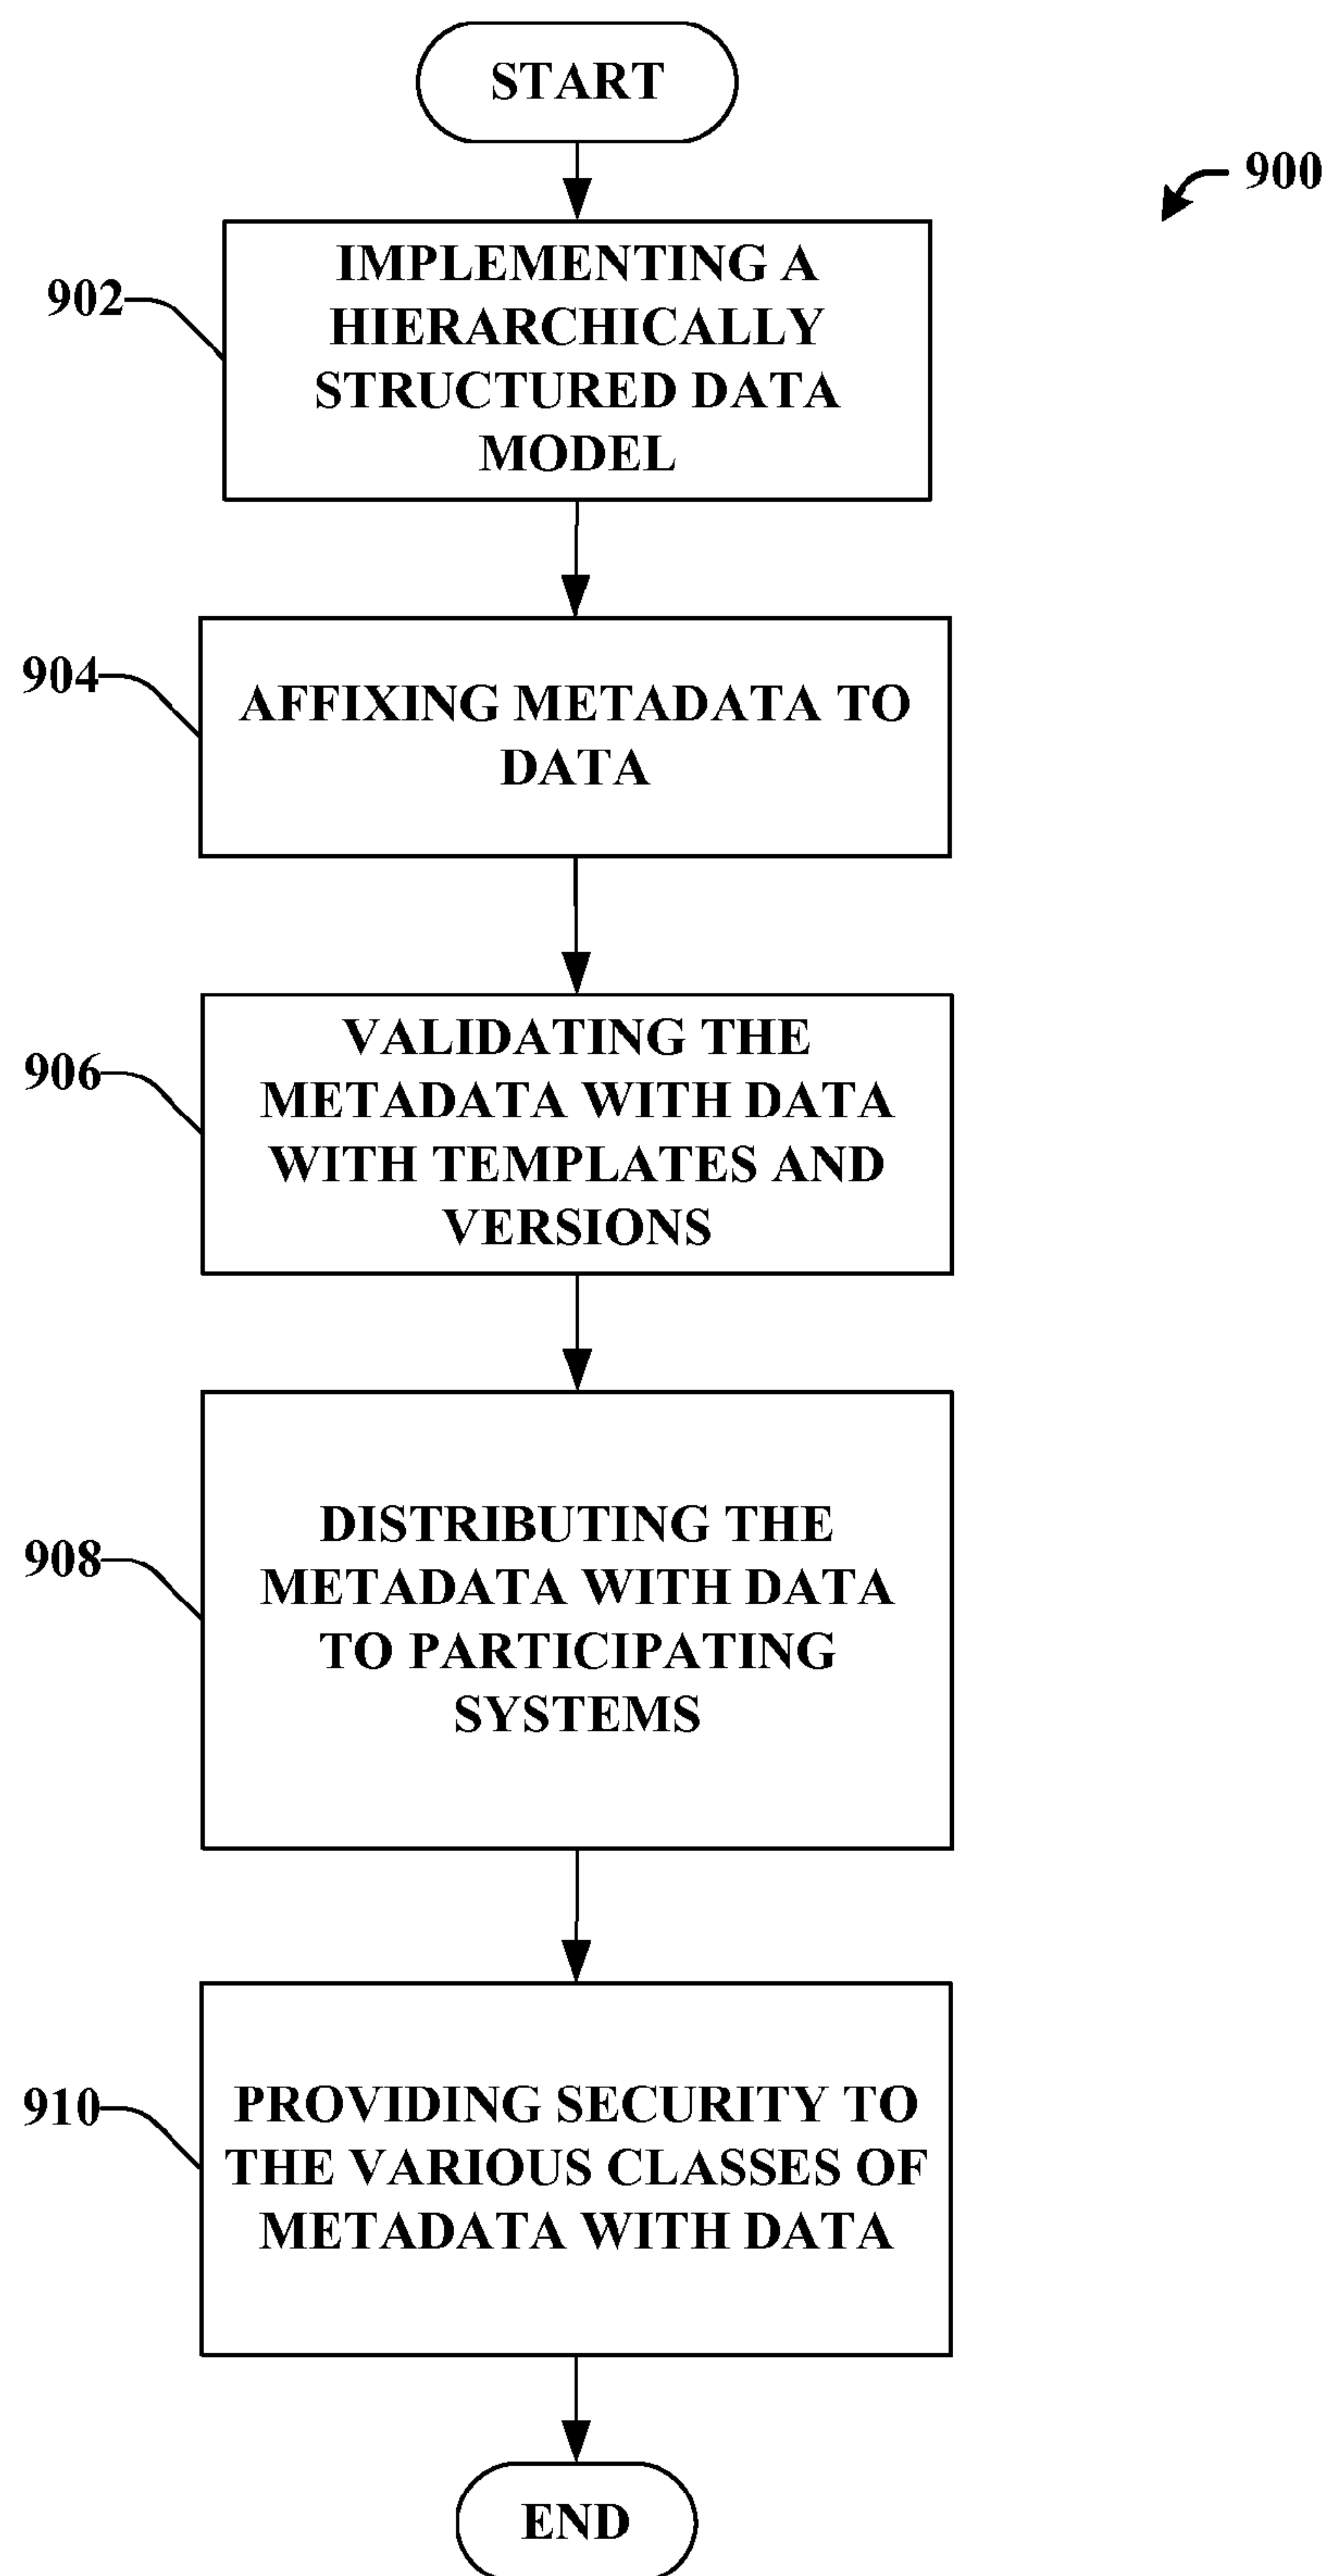 START
900
902
IMPLEMENTING A
HIERARCHICALLY
STRUCTURED DATA
MODEL
904
AFFIXING METADATA TO
DATA
906
VALIDATING THE
METADATA WITH DATA
WITH TEMPLATES AND
VERSIONS
908
DISTRIBUTING THE
METADATA WITH DATA
TO PARTICIPATING
SYSTEMS
910
PROVIDING SECURITY TO
THE VARIOUS CLASSES OF
METADATA WITH DATA
END